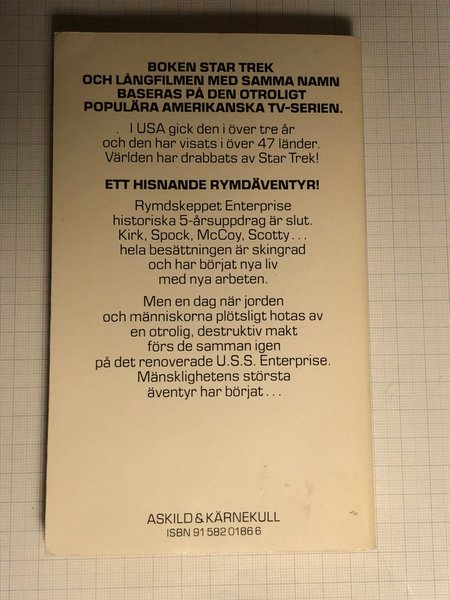 BOKEN STAR TREK
OCH LÅNGFILMEN MED SAMMA NAMN
BASERAS PÅ DEN OTROLIGT
POPULÄRA AMERIKANSKA TV-SERIEN.
I USA gick den i över tre år
och den har visats i över 47 länder.
Världen har drabbats av Star Trek!
ETT HISNANDE RYMDÄVENTYR!
Rymdskeppet Enterprise
historiska 5-årsuppdrag är slut.
Kirk, Spock, McCoy, Scotty...
hela besättningen är skingrad
och har börjat nya liv
med nya arbeten.
Men en dag när jorden
och människorna plötsligt hotas av
en otrolig, destruktiv makt
förs de samman igen
på det renoverade U.S.S. Enterprise.
Mänsklighetens största
äventyr har börjat...
ASKILD & KÄRNEKULL
ISBN 91 582 0186 6